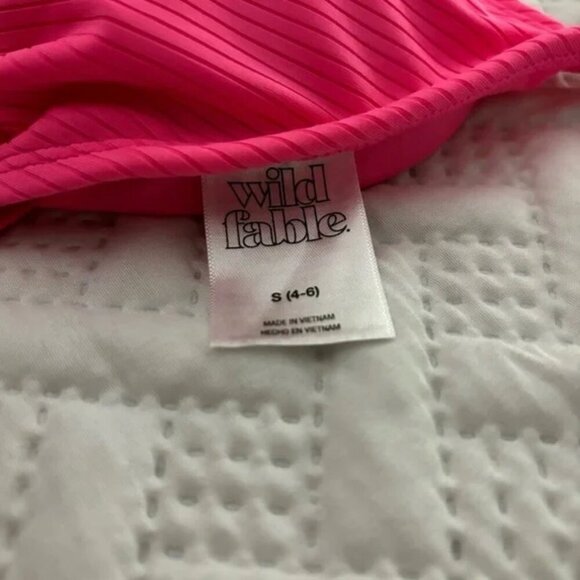 wild
fable.
S (4-6)
MADE IN VIETNAM
HECHO EN VIETNAM